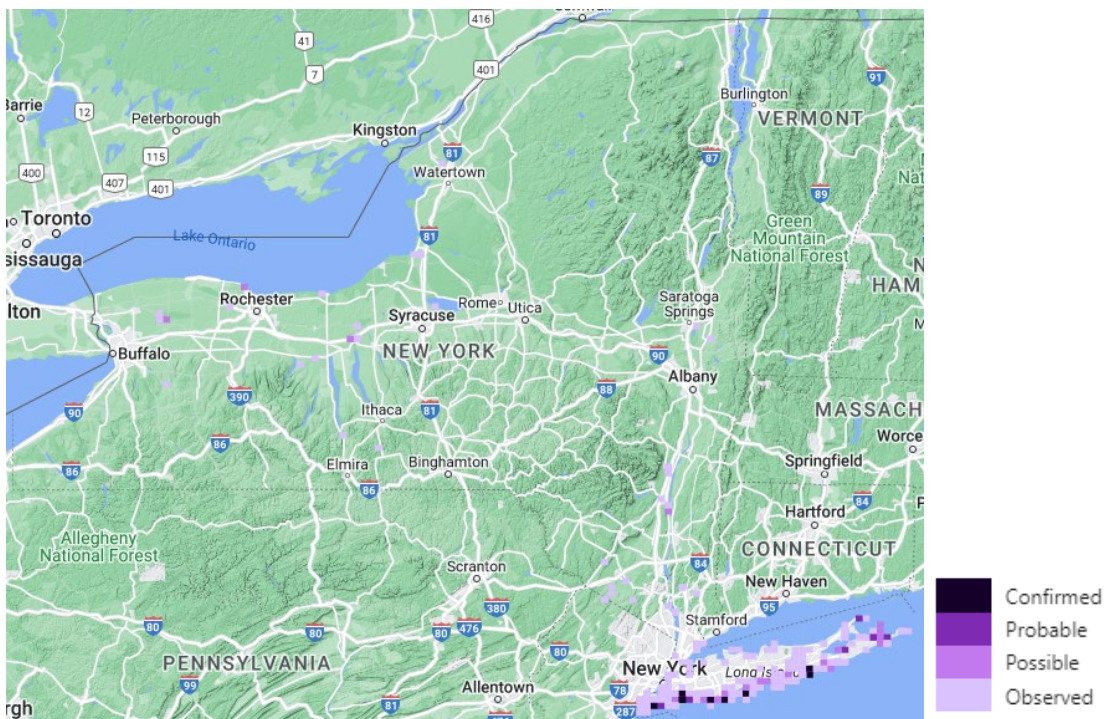 416
41
7
401
91
Barrie
12
Peterborough
Burlington
VERMONT
Kingston
115
81
87
400
407
401
Watertown
89
Toronto
Green
Mountain
National Forest
Lake Ontario
81
ssissauga
HAM
Rochester
Rome
Utica
Saratoga
Springs
lton
Syracuse
Buffalo
NEW YORK
90
Albany
390
88
90
Ithaca
81
MASSACH
Worce
86
86
Elmira
Binghamton
Springfield
86
84
Hartford
Allegheny
National Forest
CONNECTICUT
Scranton
84
New Haven
380
95
80
80
80
476
Stamford
80
PENNSYLVANIA
New York
Long Is
99
Allentown
78
81
287
rgh
Confirmed
Probable
Possible
Observed